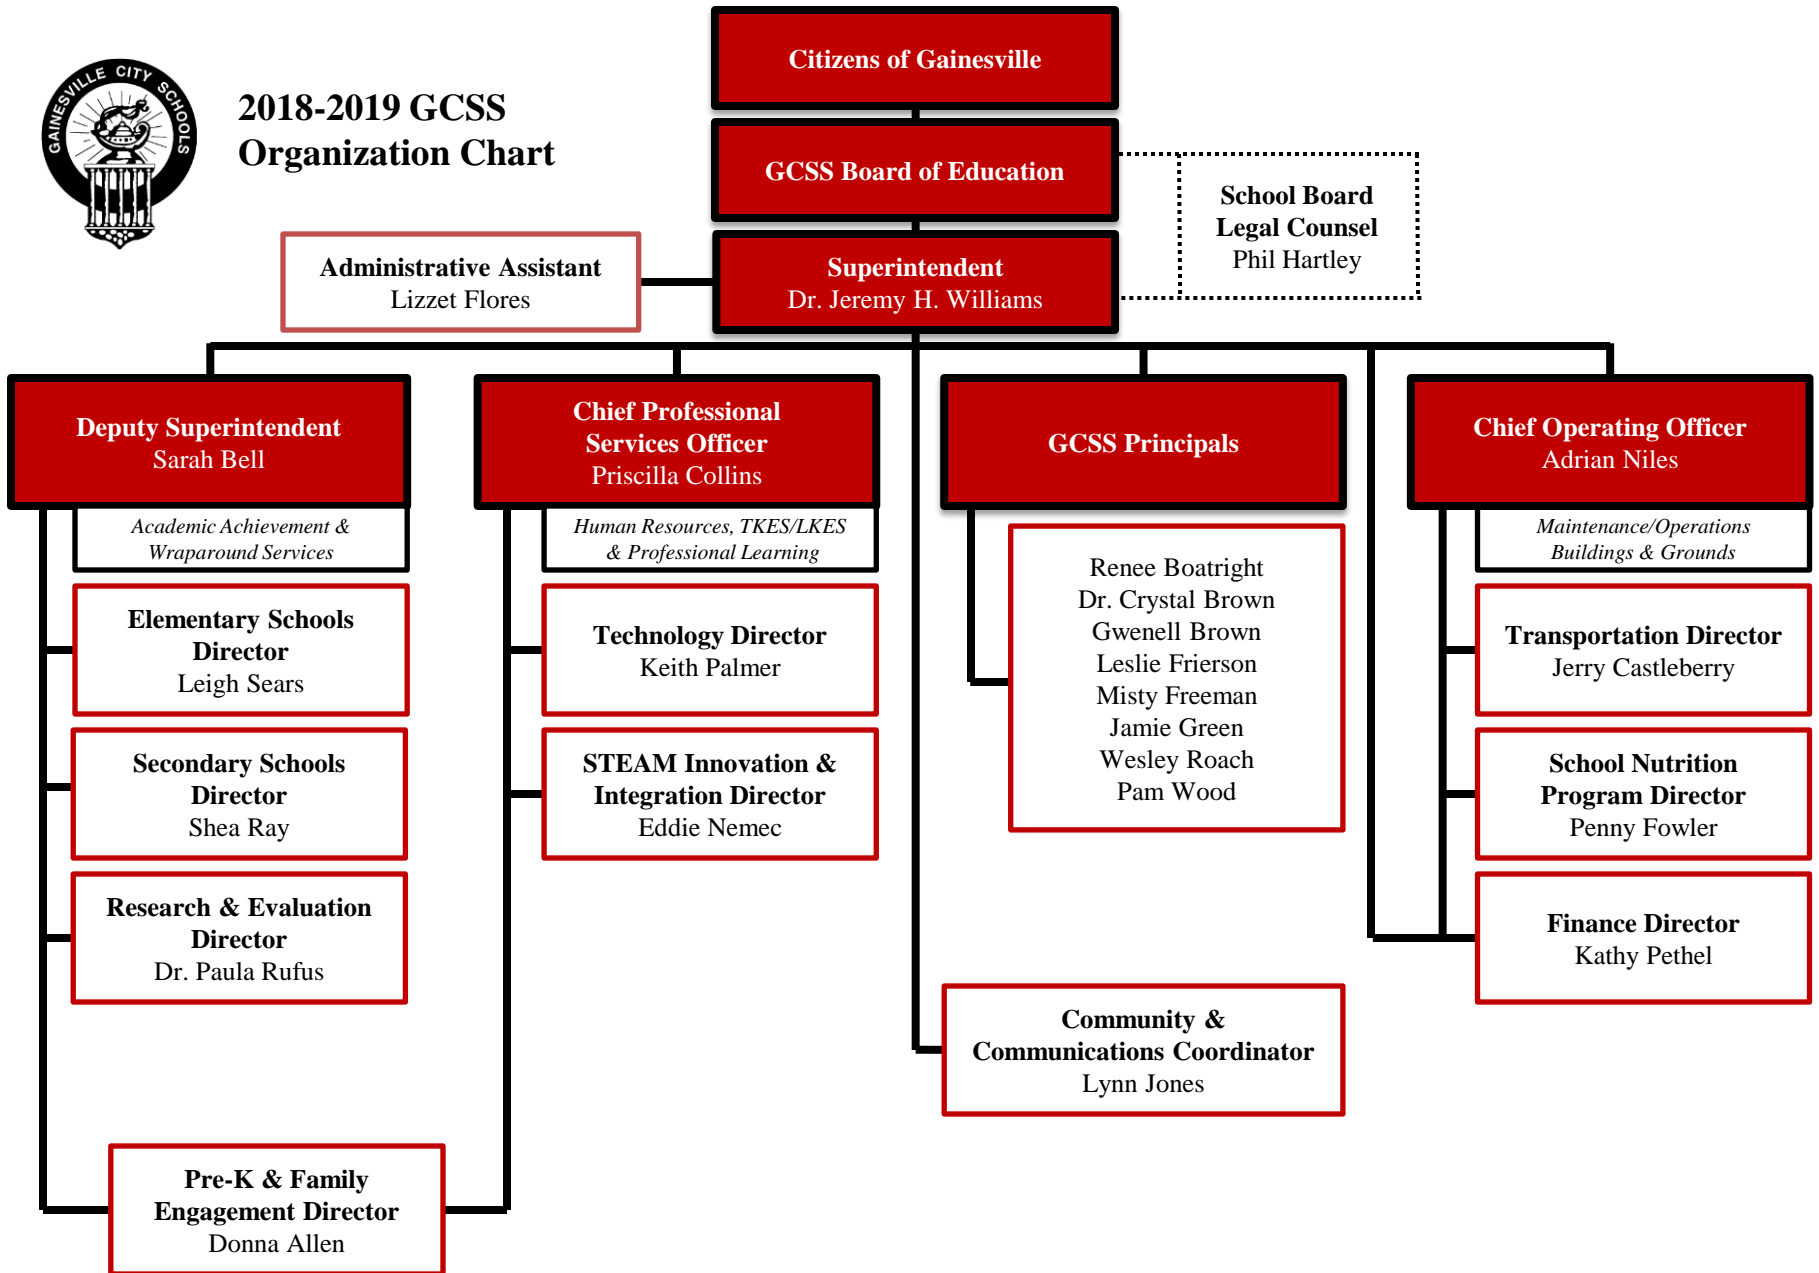 GAINESVILLE CITY SCHOOLS
2018-2019 GCSS
Organization Chart
Citizens of Gainesville
GCSS Board of Education
School Board
Legal Counsel
Phil Hartley
Administrative Assistant
Lizzet Flores
Superintendent
Dr. Jeremy H. Williams
Deputy Superintendent
Sarah Bell
Academic Achievement &
Wraparound Services
Elementary Schools
Director
Leigh Sears
Secondary Schools
Director
Shea Ray
Research & Evaluation
Director
Dr. Paula Rufus
Pre-K & Family
Engagement Director
Donna Allen
Chief Professional
Services Officer
Priscilla Collins
Human Resources, TKES/LKES
& Professional Learning
Technology Director
Keith Palmer
STEAM Innovation &
Integration Director
Eddie Nemec
GCSS Principals
Renee Boatright
Dr. Crystal Brown
Gwenell Brown
Leslie Frierson
Misty Freeman
Jamie Green
Wesley Roach
Pam Wood
Community &
Communications Coordinator
Lynn Jones
Chief Operating Officer
Adrian Niles
Maintenance/Operations
Buildings & Grounds
Transportation Director
Jerry Castleberry
School Nutrition
Program Director
Penny Fowler
Finance Director
Kathy Pethel